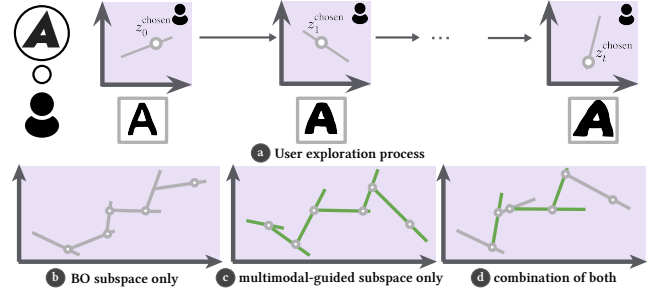 A
z_0^chosen
z_1^chosen
...
z_t^chosen
A
A
A
a User exploration process
b BO subspace only
c multimodal-guided subspace only
d combination of both